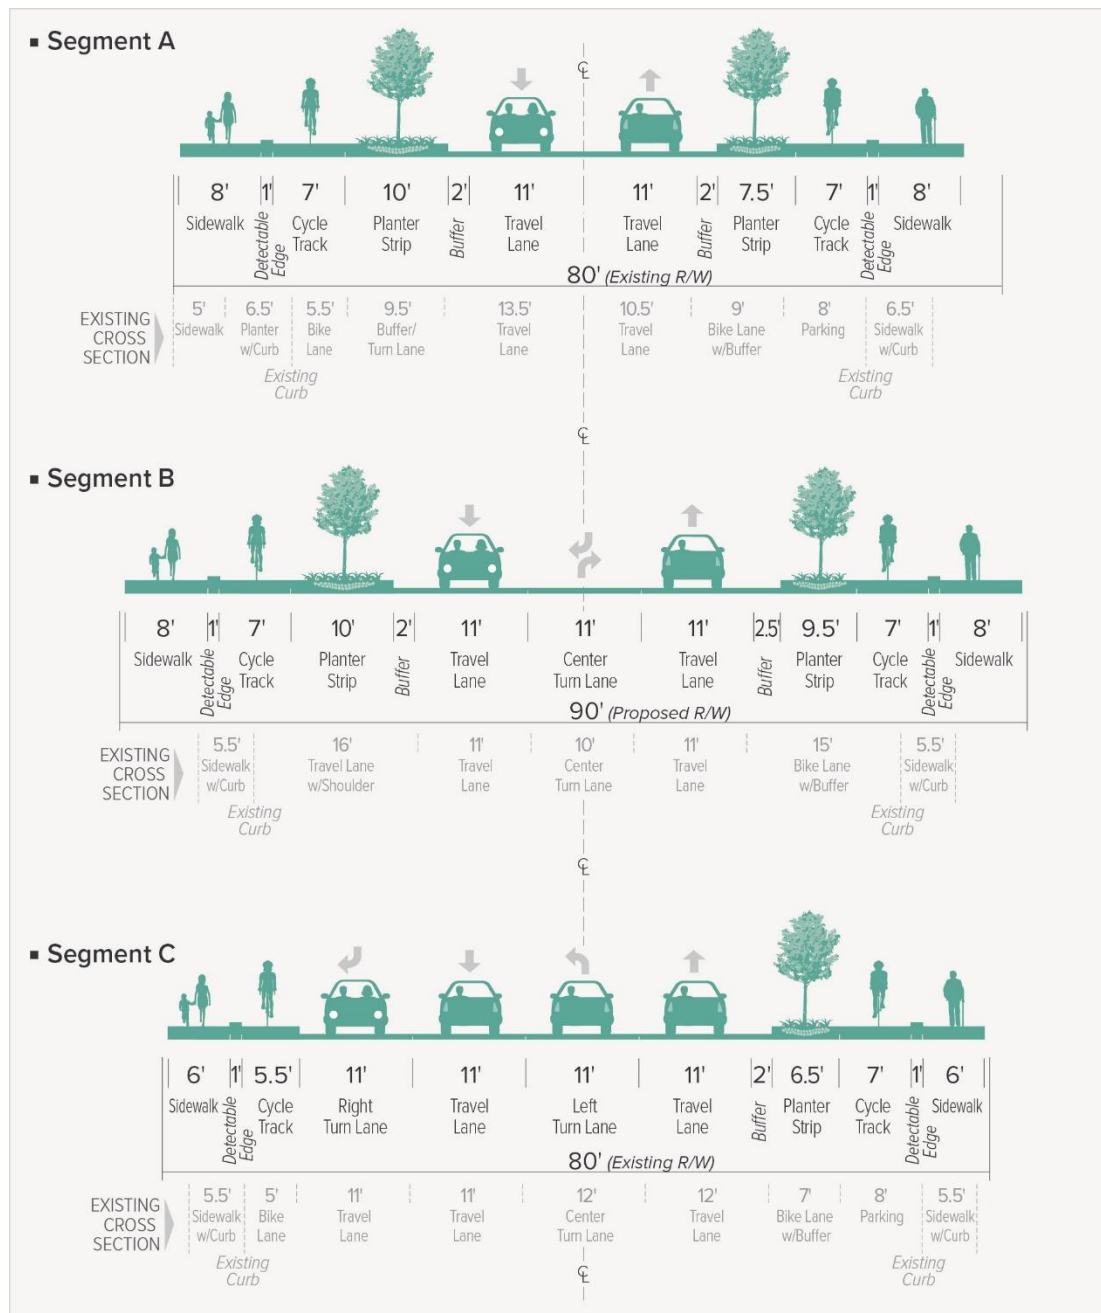 ▪ Segment A
℄
8' 1' 7' 10' 2' 11' 11' 2' 7.5' 7' 1' 8'
Sidewalk Detectable Edge Cycle Track Planter Strip Buffer Travel Lane Travel Lane Buffer Planter Strip Cycle Track Detectable Edge Sidewalk
80' (Existing R/W)
EXISTING CROSS SECTION
5' 6.5' 5.5' 9.5' 13.5' 10.5' 9' 8' 6.5'
Sidewalk Planter w/Curb Bike Lane Buffer/ Turn Lane Travel Lane Travel Lane Bike Lane w/Buffer Parking Sidewalk w/Curb
Existing Curb Existing Curb
℄
▪ Segment B
8' 1' 7' 10' 2' 11' 11' 11' 2.5' 9.5' 7' 1' 8'
Sidewalk Detectable Edge Cycle Track Planter Strip Buffer Travel Lane Center Turn Lane Travel Lane Buffer Planter Strip Cycle Track Detectable Edge Sidewalk
90' (Proposed R/W)
EXISTING CROSS SECTION
5.5' 16' 11' 10' 11' 15' 5.5'
Sidewalk w/Curb Travel Lane w/Shoulder Travel Lane Center Turn Lane Travel Lane Bike Lane w/Buffer Sidewalk w/Curb
Existing Curb Existing Curb
℄
▪ Segment C
6' 1' 5.5' 11' 11' 11' 11' 2' 6.5' 7' 1' 6'
Sidewalk Detectable Edge Cycle Track Right Turn Lane Travel Lane Left Turn Lane Travel Lane Buffer Planter Strip Cycle Track Detectable Edge Sidewalk
80' (Existing R/W)
EXISTING CROSS SECTION
5.5' 5' 11' 11' 12' 12' 7' 8' 5.5'
Sidewalk w/Curb Bike Lane Travel Lane Travel Lane Center Turn Lane Travel Lane Bike Lane w/Buffer Parking Sidewalk w/Curb
Existing Curb Existing Curb
℄